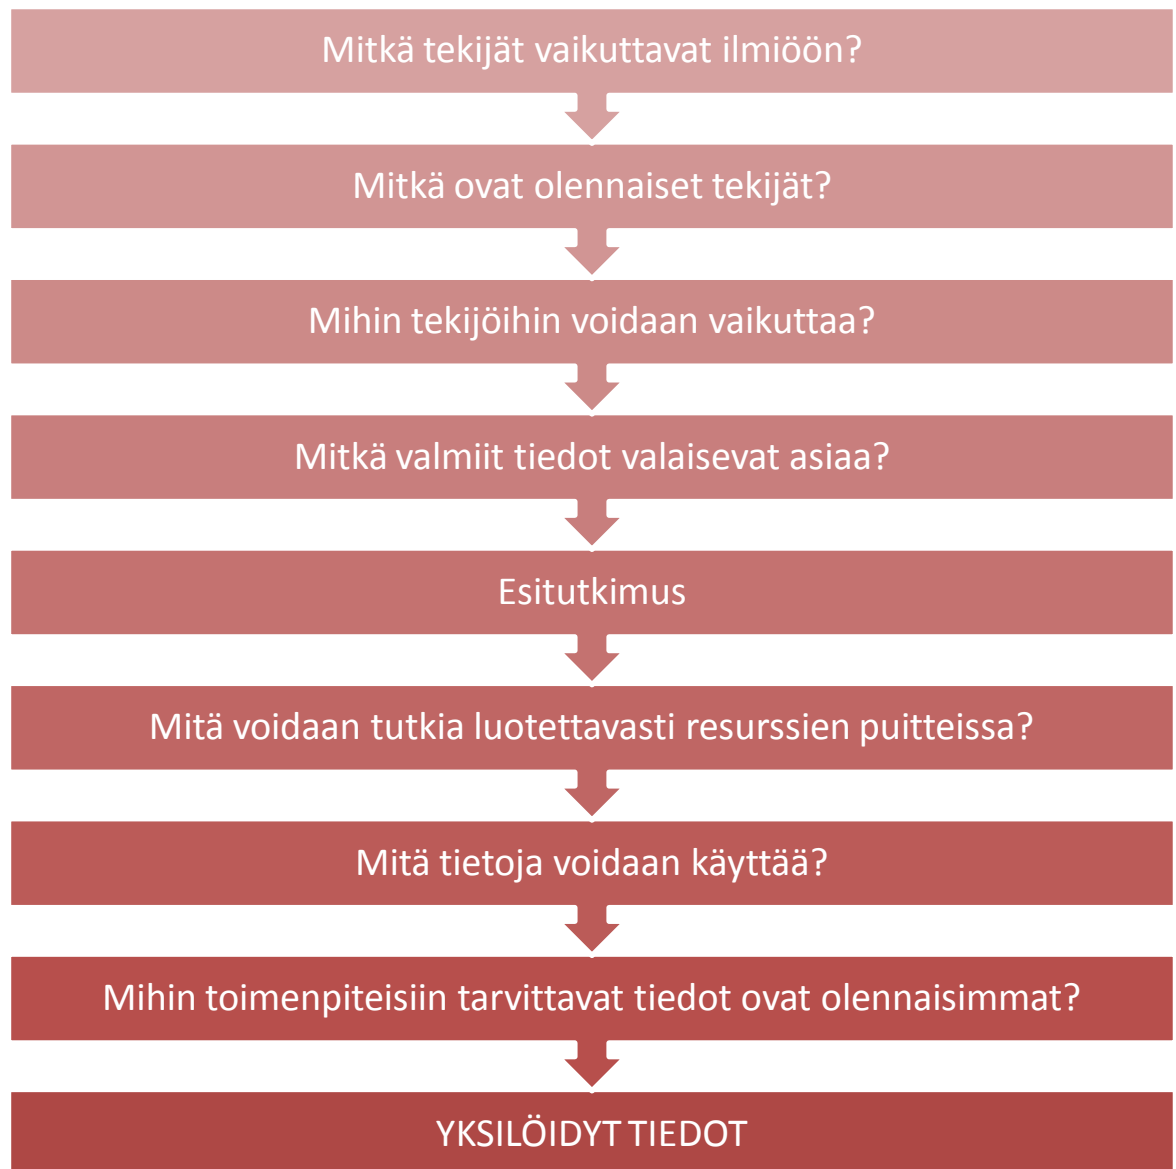 Mitkä tekijät vaikuttavat ilmiöön?
Mitkä ovat olennaiset tekijät?
Mihin tekijöihin voidaan vaikuttaa?
Mitkä valmiit tiedot valaisevat asiaa?
Esitutkimus
Mitä voidaan tutkia luotettavasti resurssien puitteissa?
Mitä tietoja voidaan käyttää?
Mihin toimenpiteisiin tarvittavat tiedot ovat olennaisimmat?
YKSILÖIDYT TIEDOT